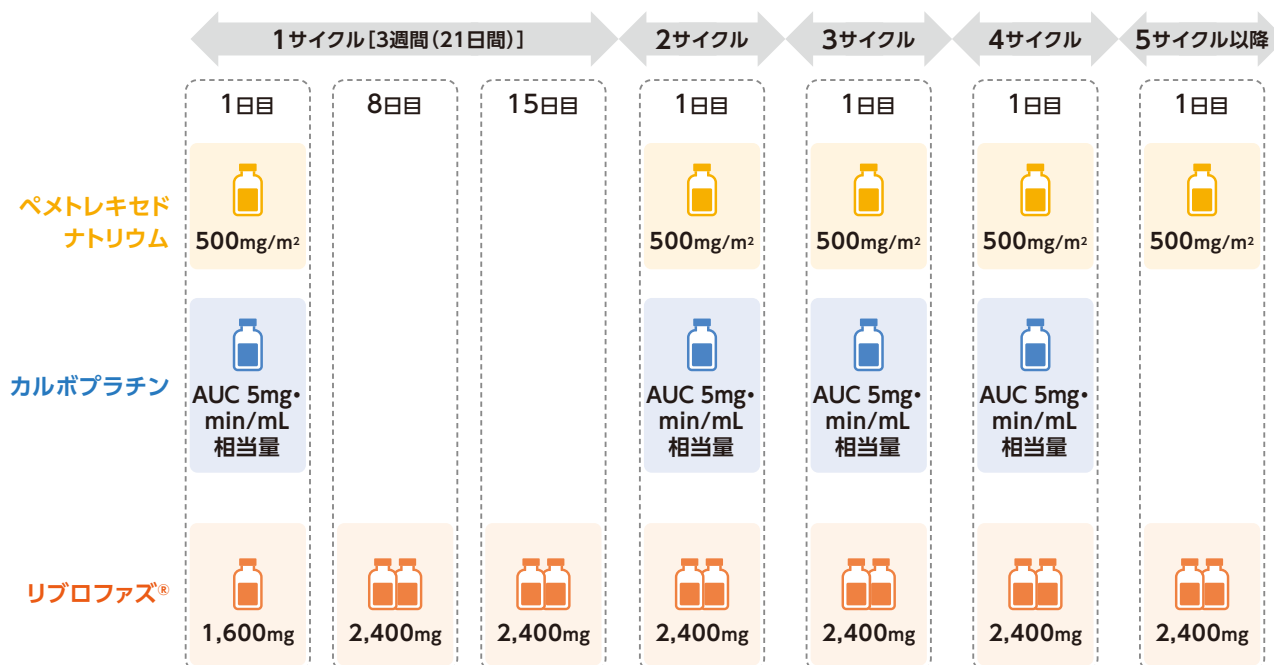 1サイクル[3週間(21日間)]
2サイクル
3サイクル
4サイクル
5サイクル以降
1日目
8日目
15日目
1日目
1日目
1日目
1日目
ペメトレキセド
ナトリウム
500mg/m²
500mg/m²
500mg/m²
500mg/m²
500mg/m²
カルボプラチン
AUC 5mg・
min/mL
相当量
AUC 5mg・
min/mL
相当量
AUC 5mg・
min/mL
相当量
AUC 5mg・
min/mL
相当量
リブロファズ®
1,600mg
2,400mg
2,400mg
2,400mg
2,400mg
2,400mg
2,400mg